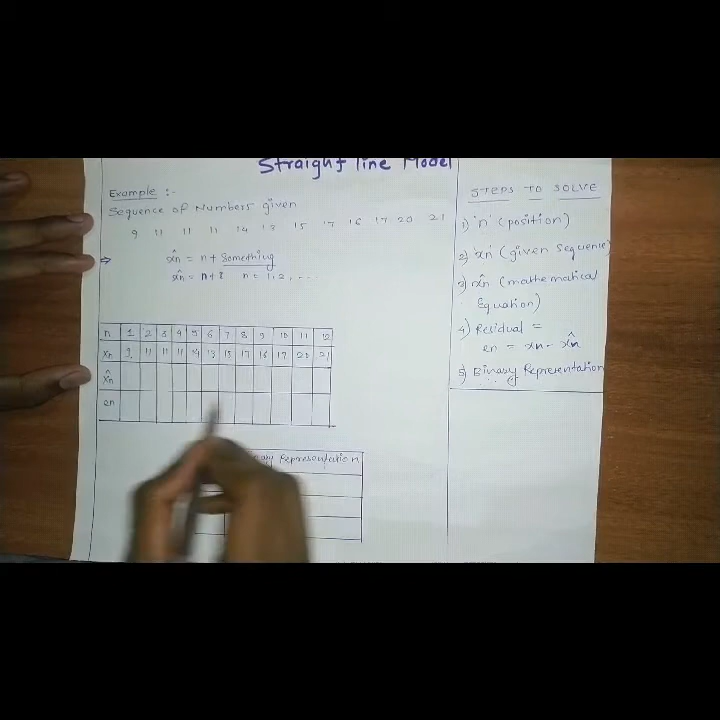 Straight line Model
Example :-
Sequence of Numbers given
9 11 11 11 14 13 15 17 16 17 20 21
⇒ x̂n = n + Something
x̂n = n+8 n = 1,2, ....
n 1 2 3 4 5 6 7 8 9 10 11 12
xn 9 11 11 11 14 13 15 17 16 17 20 21
x̂n
en
Representation
STEPS TO SOLVE
1) 'n' (position)
2) 'xn' (given sequence)
3) x̂n (mathematical
Equation)
4) Residual =
en = xn - x̂n
5) Binary Representation